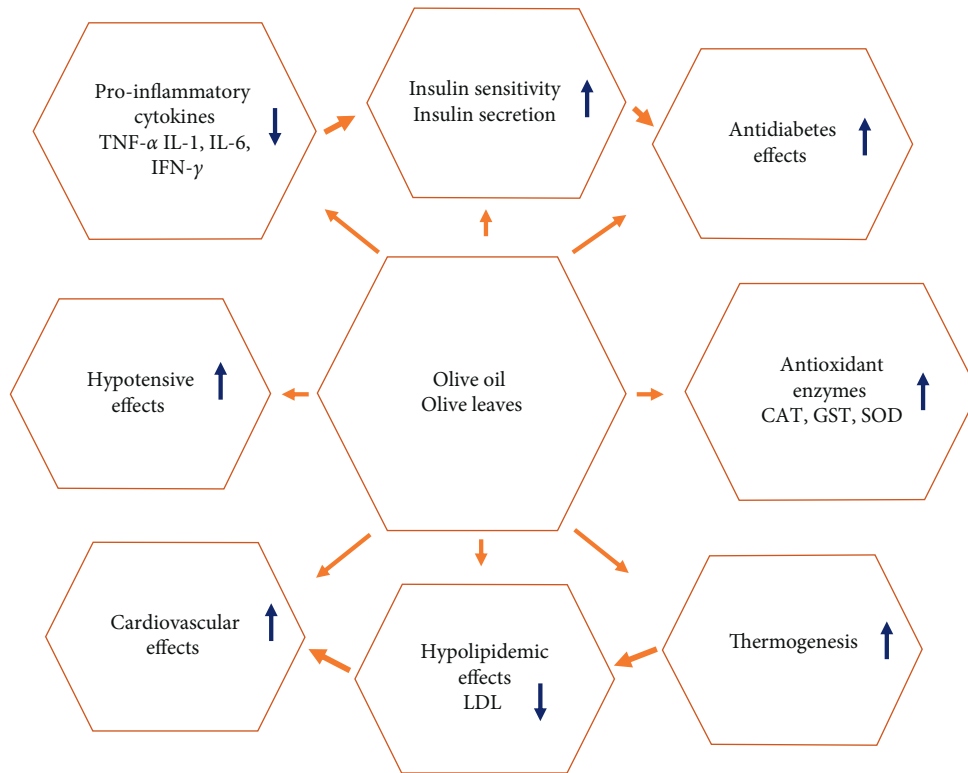 Pro-inflammatory
cytokines
TNF-α IL-1, IL-6,
IFN-γ
Insulin sensitivity
Insulin secretion
Antidiabetes
effects
Hypotensive
effects
Olive oil
Olive leaves
Antioxidant
enzymes
CAT, GST, SOD
Cardiovascular
effects
Hypolipidemic
effects
LDL
Thermogenesis